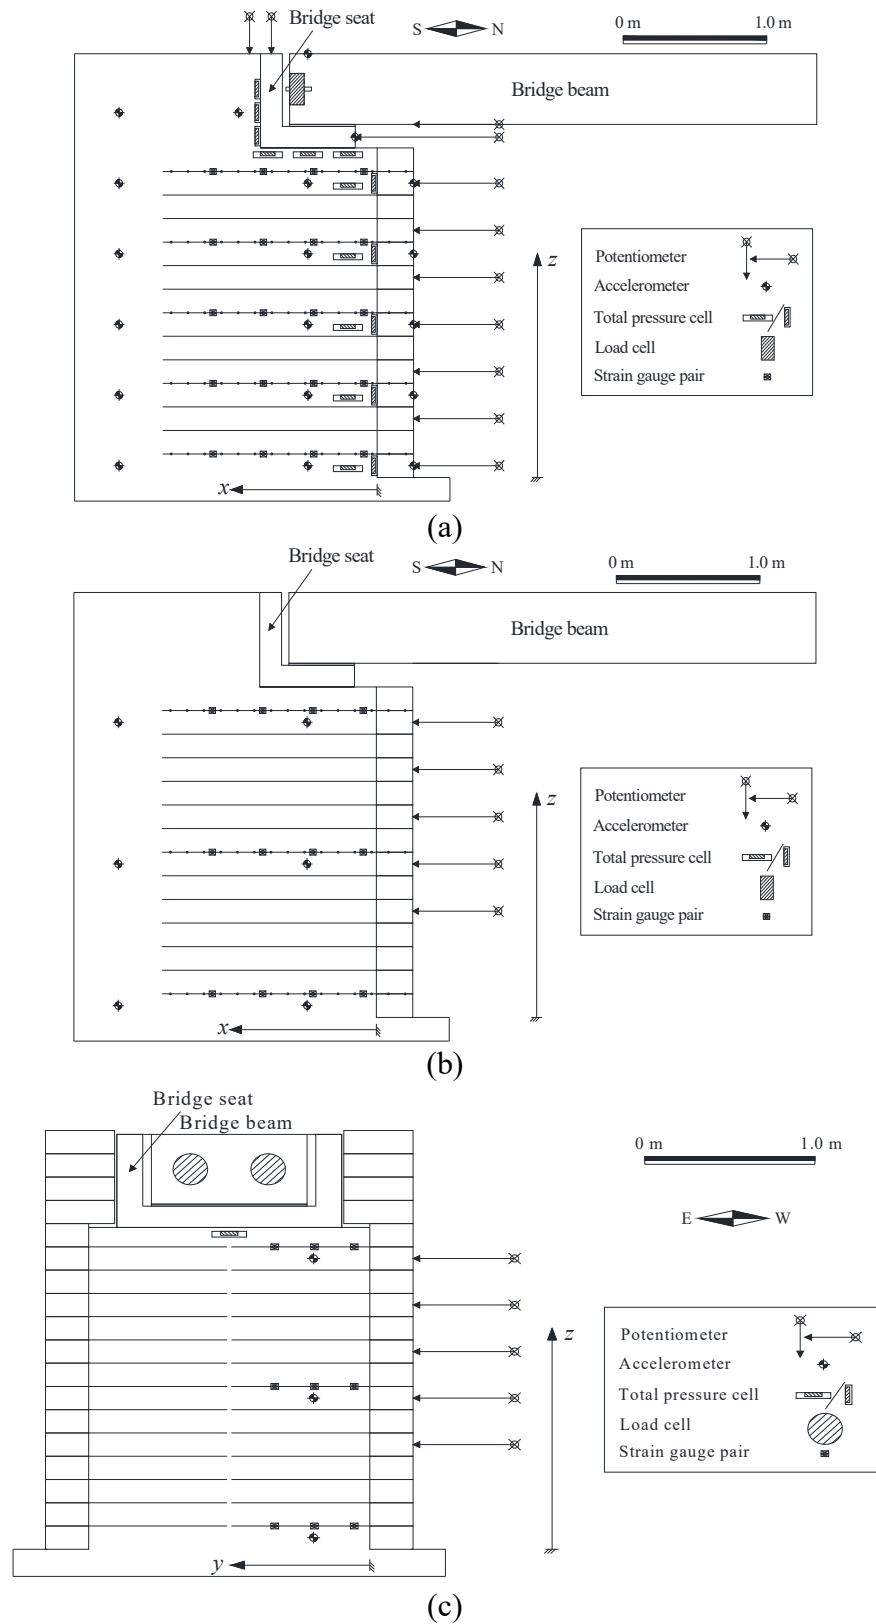 Bridge seat
S N
0 m 1.0 m
Bridge beam
z
Potentiometer
Accelerometer
Total pressure cell
Load cell
Strain gauge pair
x
(a)
Bridge seat
S N
0 m 1.0 m
Bridge beam
z
Potentiometer
Accelerometer
Total pressure cell
Load cell
Strain gauge pair
x
(b)
Bridge seat
Bridge beam
0 m 1.0 m
E W
z
Potentiometer
Accelerometer
Total pressure cell
Load cell
Strain gauge pair
y
(c)